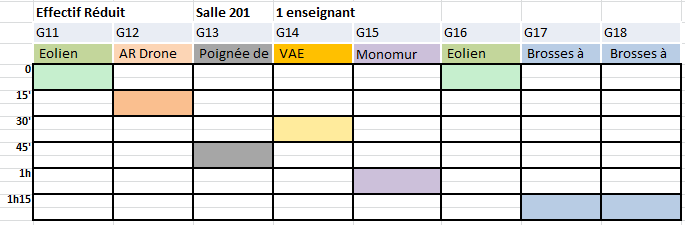 Effectif Réduit Salle 201 1 enseignant
G11 G12 G13 G14 G15 G16 G17 G18
Eolien AR Drone Poignée de VAE Monomur Eolien Brosses à Brosses à
0
15'
30'
45'
1h
1h15